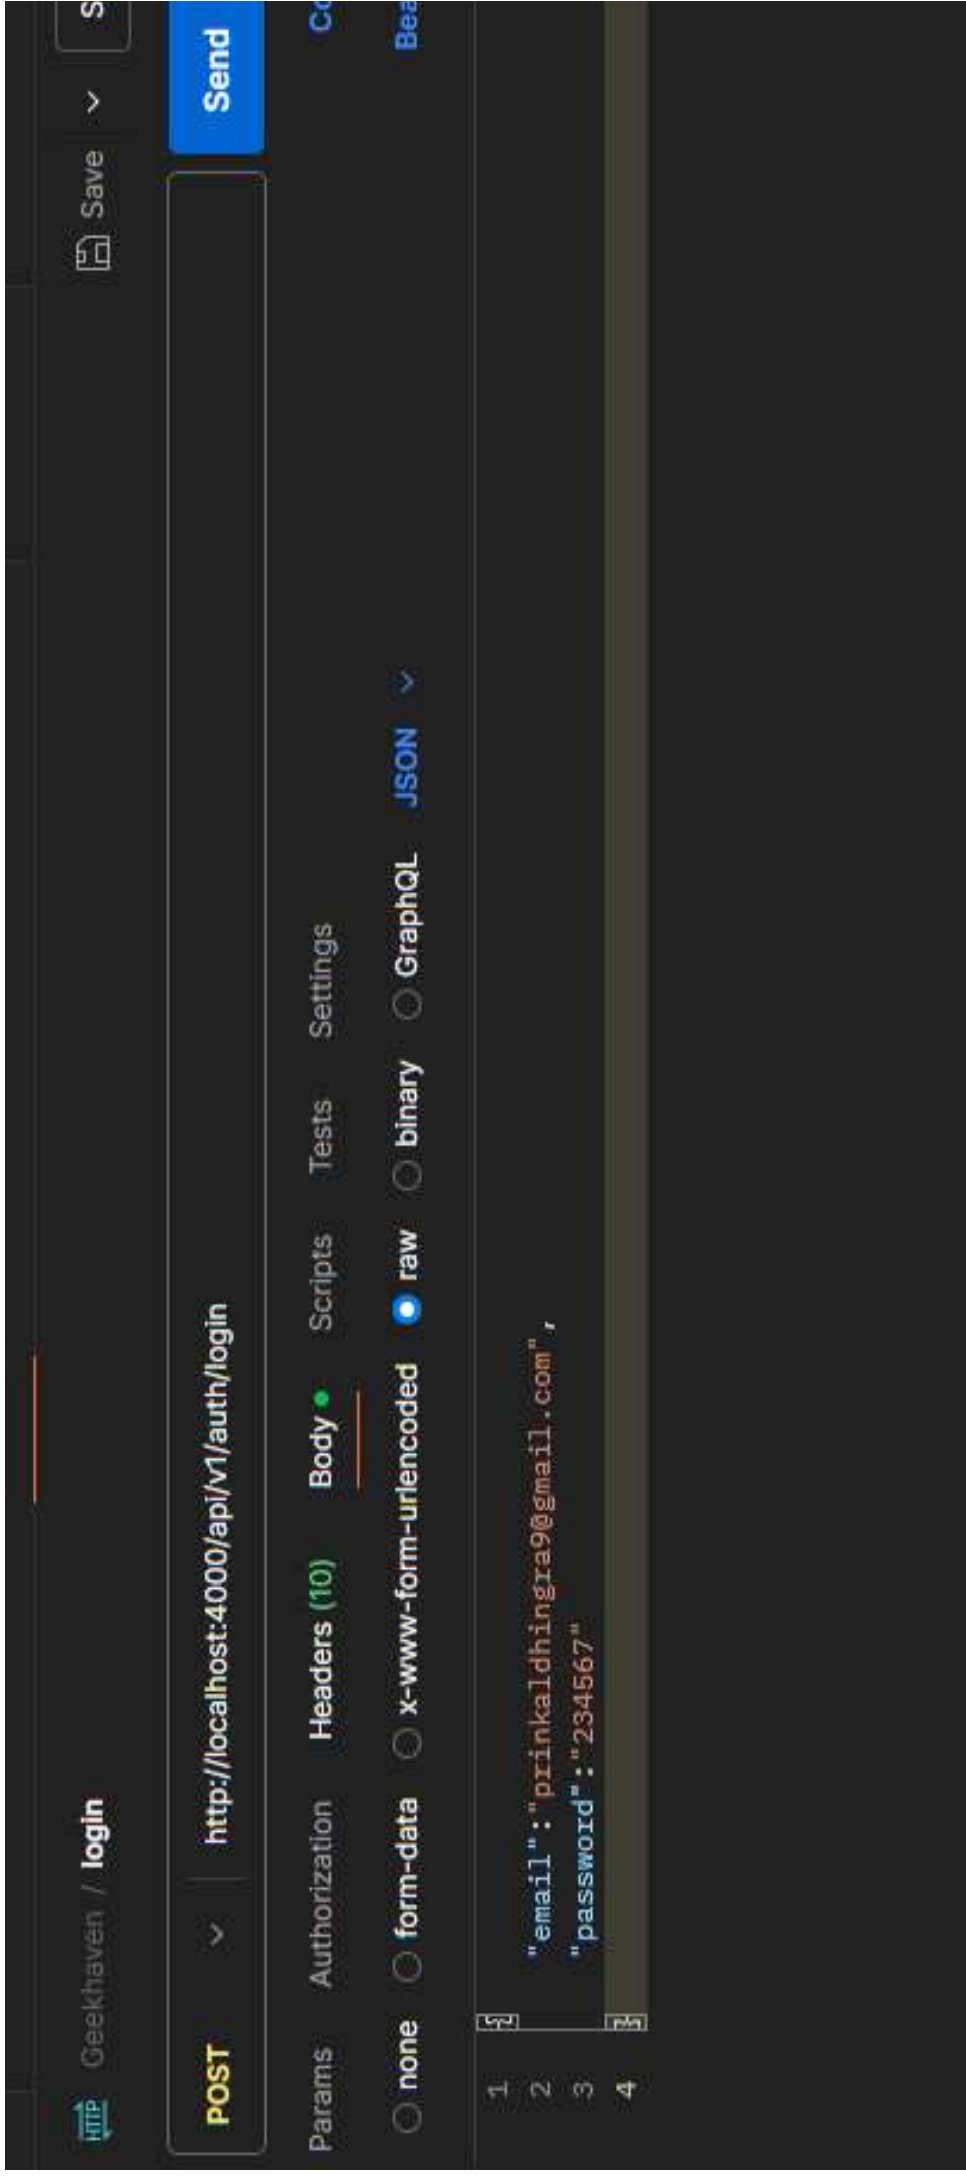 HTTP Geekhaven / login Save
POST http://localhost:4000/api/v1/auth/login Send
Params Authorization Headers (10) Body Scripts Tests Settings
none form-data x-www-form-urlencoded raw binary GraphQL JSON
1 {
2 "email":"prinkaldhingra9@gmail.com",
3 "password":"234567"
4 }